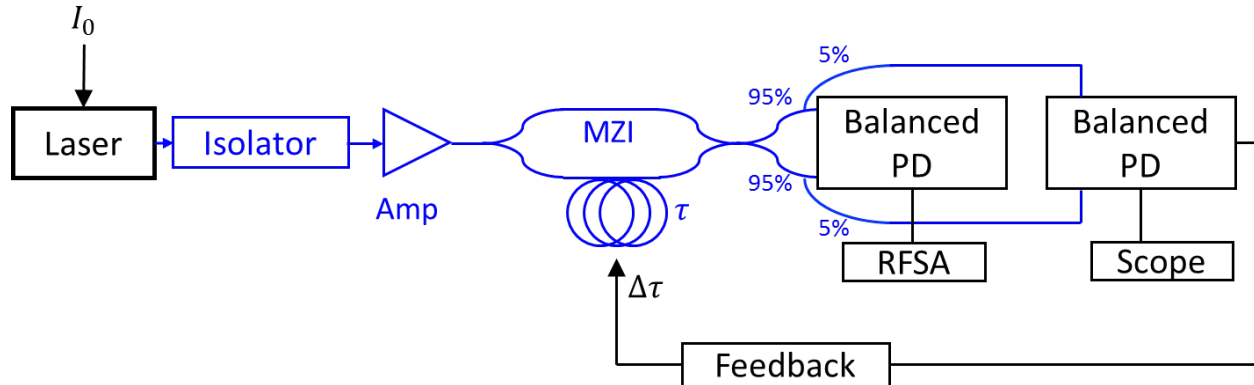 I₀
Laser
Isolator
Amp
MZI
τ
Δτ
95%
5%
95%
5%
Balanced
PD
Balanced
PD
RFSA
Scope
Feedback